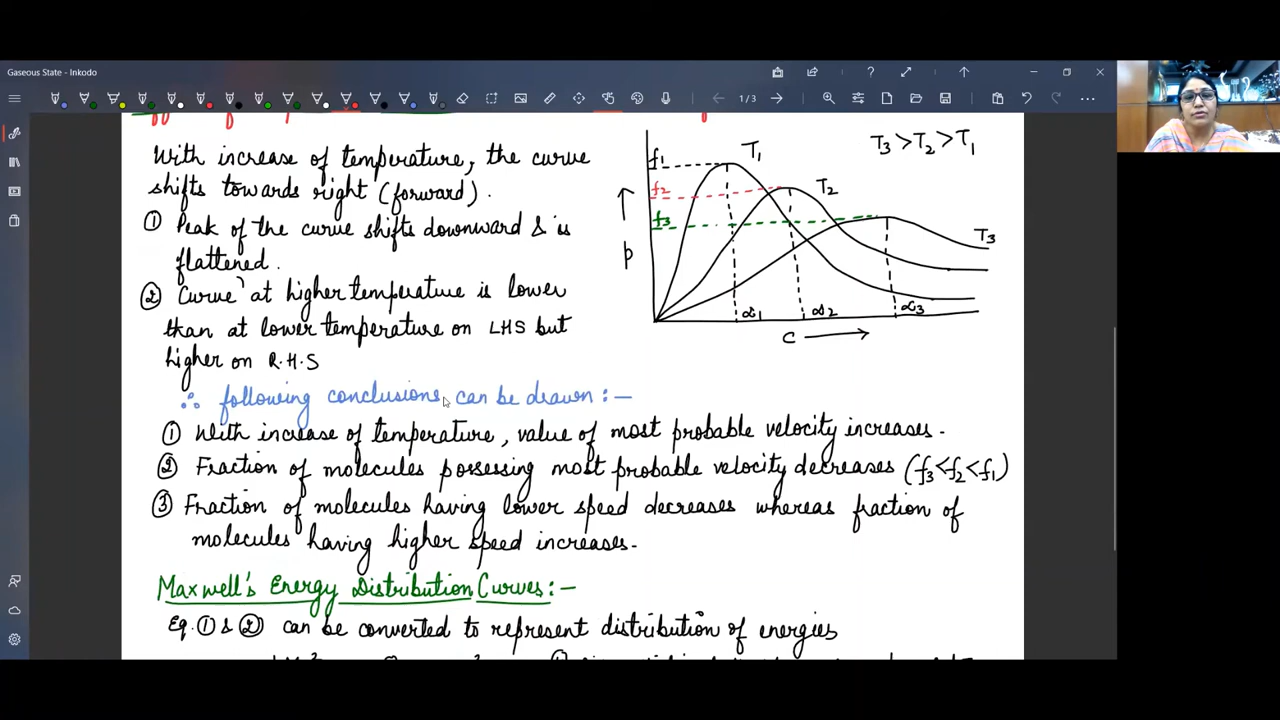 Gaseous State - Inkodo
1/3
With increase of temperature, the curve
shifts towards right (forward).
① Peak of the curve shifts downward & is
flattened.
② Curve at higher temperature is lower
than at lower temperature on LHS but
higher on R.H.S
T3 > T2 > T1
f1
T1
f2
T2
f3
T3
p
α1 α2 α3
C
∴ following conclusions can be drawn :—
① With increase of temperature, value of most probable velocity increases.
② Fraction of molecules possessing most probable velocity decreases (f3<f2<f1)
③ Fraction of molecules having lower speed decreases whereas fraction of
molecules having higher speed increases.
Maxwell's Energy Distribution Curves :—
Eq. ① & ② can be converted to represent distribution of energies